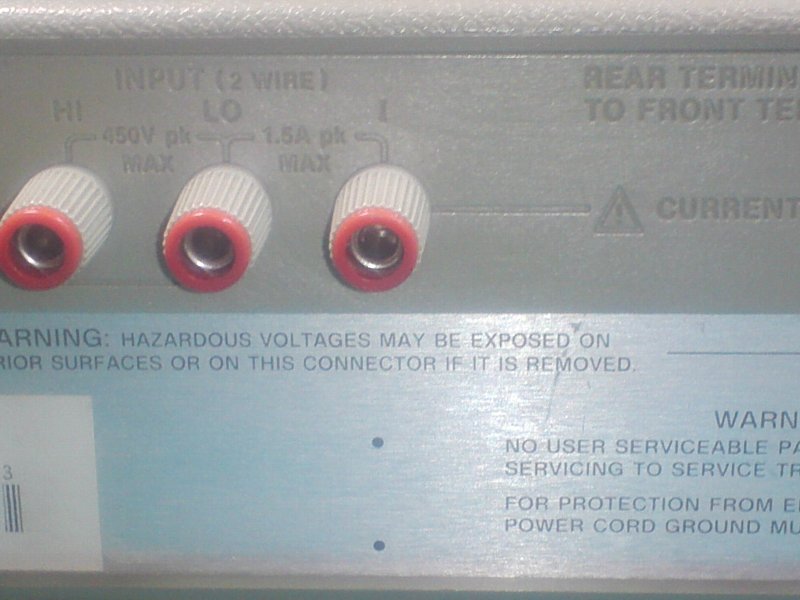 INPUT (2 WIRE)
REAR TERMIN
TO FRONT TE
HI LO I
450V pk 1.5A pk
MAX MAX
CURRENT
ARNING: HAZARDOUS VOLTAGES MAY BE EXPOSED ON
RIOR SURFACES OR ON THIS CONNECTOR IF IT IS REMOVED.
3
WARN
NO USER SERVICEABLE PA
SERVICING TO SERVICE TR
FOR PROTECTION FROM E
POWER CORD GROUND MU